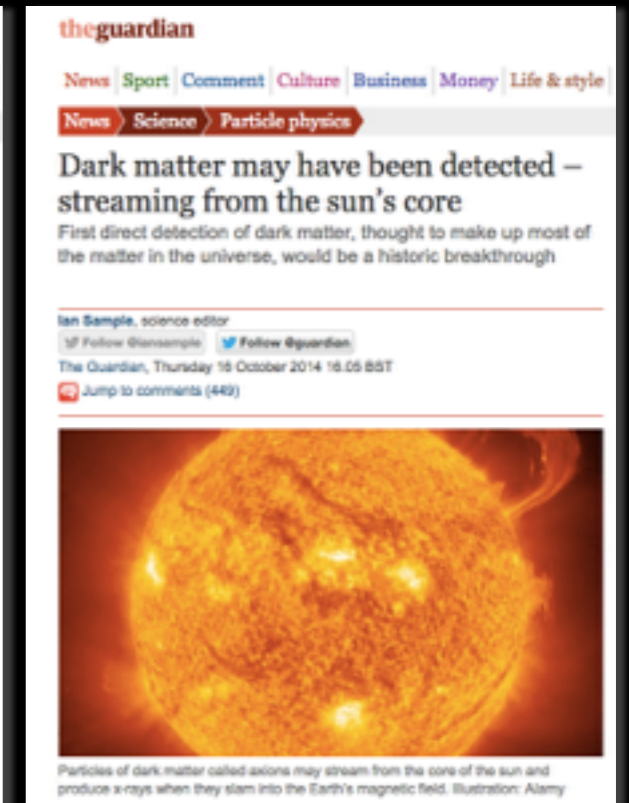 theguardian
News Sport Comment Culture Business Money Life & style
News Science Particle physics
Dark matter may have been detected –
streaming from the sun's core
First direct detection of dark matter, thought to make up most of
the matter in the universe, would be a historic breakthrough
Ian Sample, science editor
Follow @iansample Follow @guardian
The Guardian, Thursday 16 October 2014 16.05 BST
Jump to comments (449)
Particles of dark matter called axions may stream from the core of the sun and
produce x-rays when they slam into the Earth's magnetic field. Illustration: Alamy